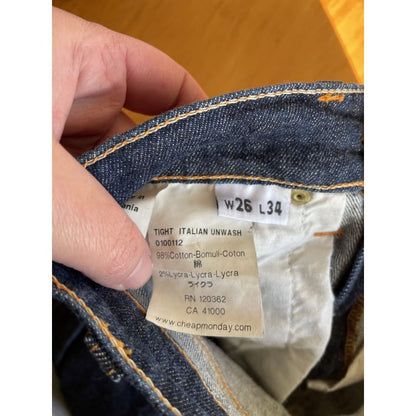 W26 L34
TIGHT ITALIAN UNWASH
0100112
98%Cotton-Bomull-Coton
綿
2%Lycra-Lycra-Lycra
ライクラ
RN 120362
CA 41000
www.cheapmonday.com